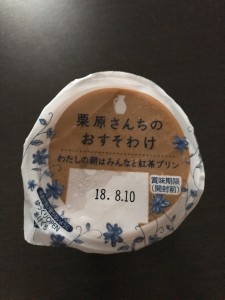 栗原さんちの
おすそわけ
わたしの朝はみんなと紅茶プリン
賞味期限
(開封前)
18. 8.10